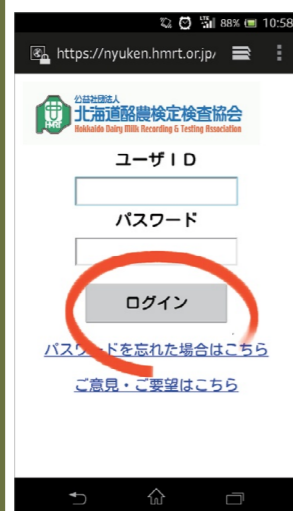 88% 10:58
https://nyuken.hmrt.or.jp/
公益社団法人
北海道酪農検定検査協会
Hokkaido Dairy Milk Recording & Testing Association
HMRT
ユーザID
パスワード
ログイン
パスワードを忘れた場合はこちら
ご意見・ご要望はこちら